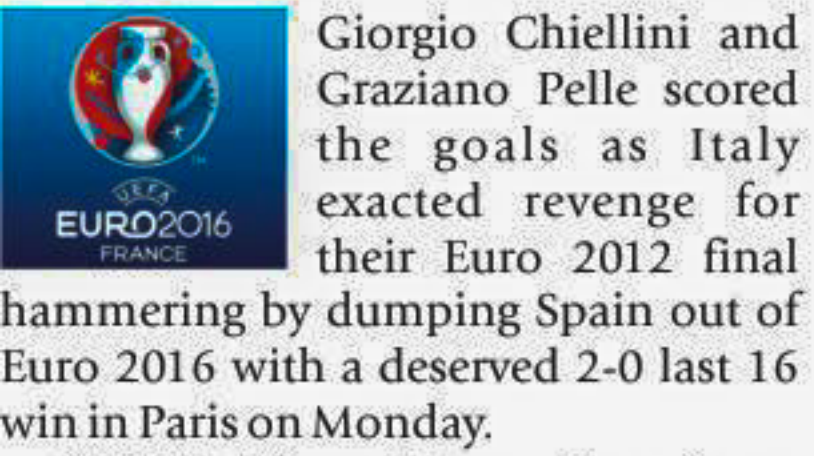 UEFA
EURO2016
FRANCE
Giorgio Chiellini and
Graziano Pelle scored
the goals as Italy
exacted revenge for
their Euro 2012 final
hammering by dumping Spain out of
Euro 2016 with a deserved 2-0 last 16
win in Paris on Monday.